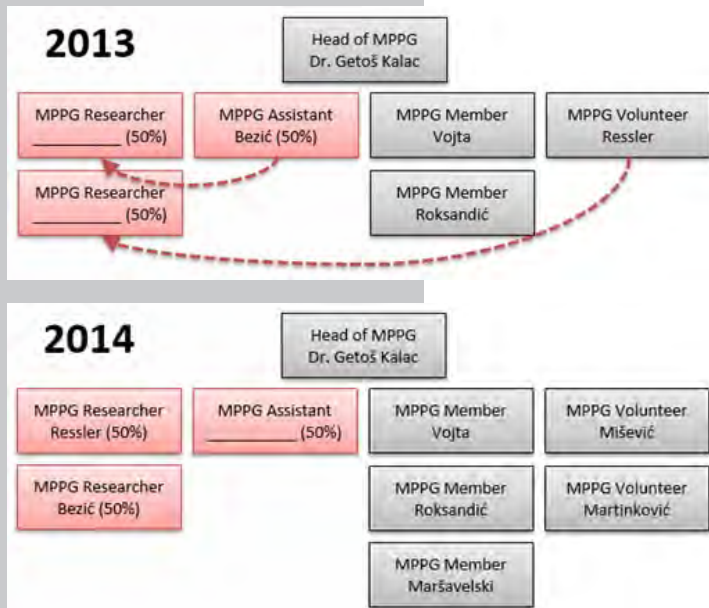 2013
Head of MPPG
Dr. Getoš Kalac
MPPG Researcher
__________ (50%)
MPPG Assistant
Bezić (50%)
MPPG Member
Vojta
MPPG Volunteer
Ressler
MPPG Researcher
__________ (50%)
MPPG Member
Roksandić
2014
Head of MPPG
Dr. Getoš Kalac
MPPG Researcher
Ressler (50%)
MPPG Assistant
__________ (50%)
MPPG Member
Vojta
MPPG Volunteer
Mišević
MPPG Researcher
Bezić (50%)
MPPG Member
Roksandić
MPPG Volunteer
Martinković
MPPG Member
Maršavelski